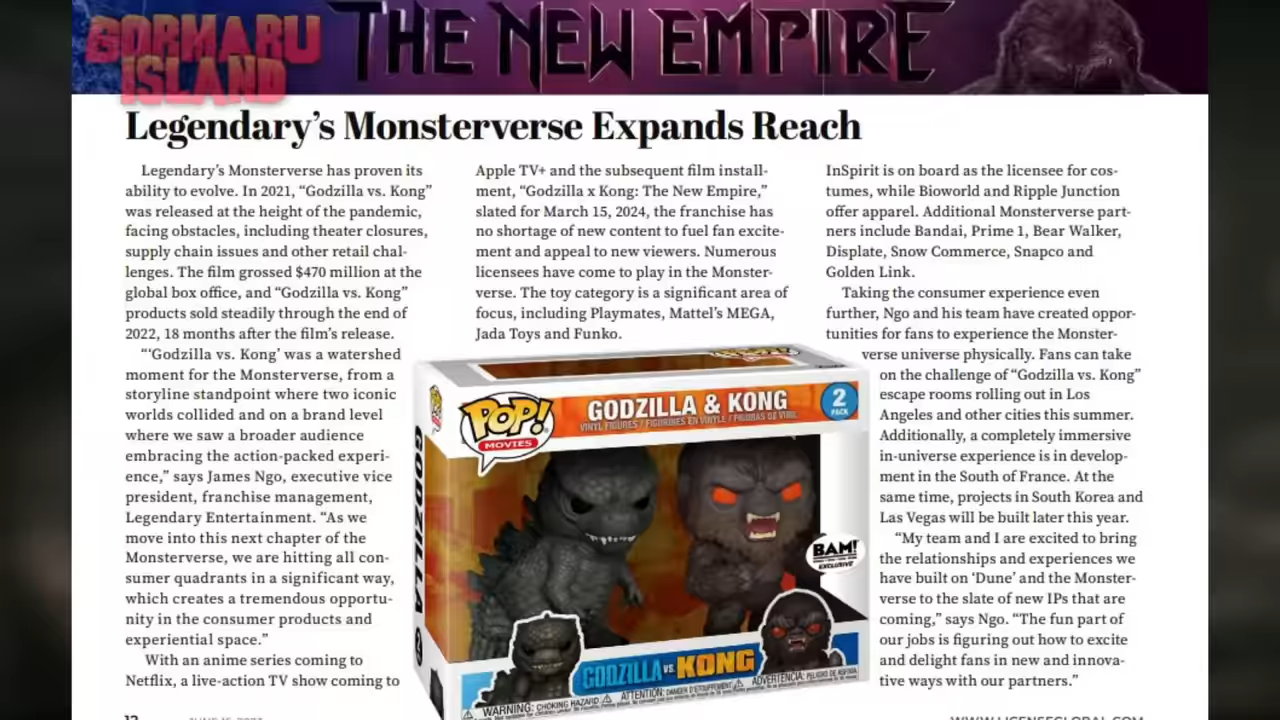 GORMARU
ISLAND
THE NEW EMPIRE
Legendary's Monsterverse Expands Reach
Legendary's Monsterverse has proven its
ability to evolve. In 2021, “Godzilla vs. Kong”
was released at the height of the pandemic,
facing obstacles, including theater closures,
supply chain issues and other retail chal-
lenges. The film grossed $470 million at the
global box office, and “Godzilla vs. Kong”
products sold steadily through the end of
2022, 18 months after the film's release.
“‘Godzilla vs. Kong’ was a watershed
moment for the Monsterverse, from a
storyline standpoint where two iconic
worlds collided and on a brand level
where we saw a broader audience
embracing the action-packed experi-
ence,” says James Ngo, executive vice
president, franchise management,
Legendary Entertainment. “As we
move into this next chapter of the
Monsterverse, we are hitting all con-
sumer quadrants in a significant way,
which creates a tremendous opportu-
nity in the consumer products and
experiential space.”
With an anime series coming to
Netflix, a live-action TV show coming to
Apple TV+ and the subsequent film install-
ment, “Godzilla x Kong: The New Empire,”
slated for March 15, 2024, the franchise has
no shortage of new content to fuel fan excite-
ment and appeal to new viewers. Numerous
licensees have come to play in the Monster-
verse. The toy category is a significant area of
focus, including Playmates, Mattel's MEGA,
Jada Toys and Funko.
POP!
MOVIES
GODZILLA & KONG
VINYL FIGURES / FIGURINES EN VINYLE / FIGURAS DE VINIL
2
PACK
GODZILLA
BAM!
EXCLUSIVE
GODZILLA VS. KONG
WARNING: CHOKING HAZARD
ATTENTION:
ADVERTENCIA:
InSpirit is on board as the licensee for cos-
tumes, while Bioworld and Ripple Junction
offer apparel. Additional Monsterverse part-
ners include Bandai, Prime 1, Bear Walker,
Displate, Snow Commerce, Snapco and
Golden Link.
Taking the consumer experience even
further, Ngo and his team have created oppor-
tunities for fans to experience the Monster-
verse universe physically. Fans can take
on the challenge of “Godzilla vs. Kong”
escape rooms rolling out in Los
Angeles and other cities this summer.
Additionally, a completely immersive
in-universe experience is in develop-
ment in the South of France. At the
same time, projects in South Korea and
Las Vegas will be built later this year.
“My team and I are excited to bring
the relationships and experiences we
have built on ‘Dune’ and the Monster-
verse to the slate of new IPs that are
coming,” says Ngo. “The fun part of
our jobs is figuring out how to excite
and delight fans in new and innova-
tive ways with our partners.”
WWW.LICENSEGLOBAL.COM